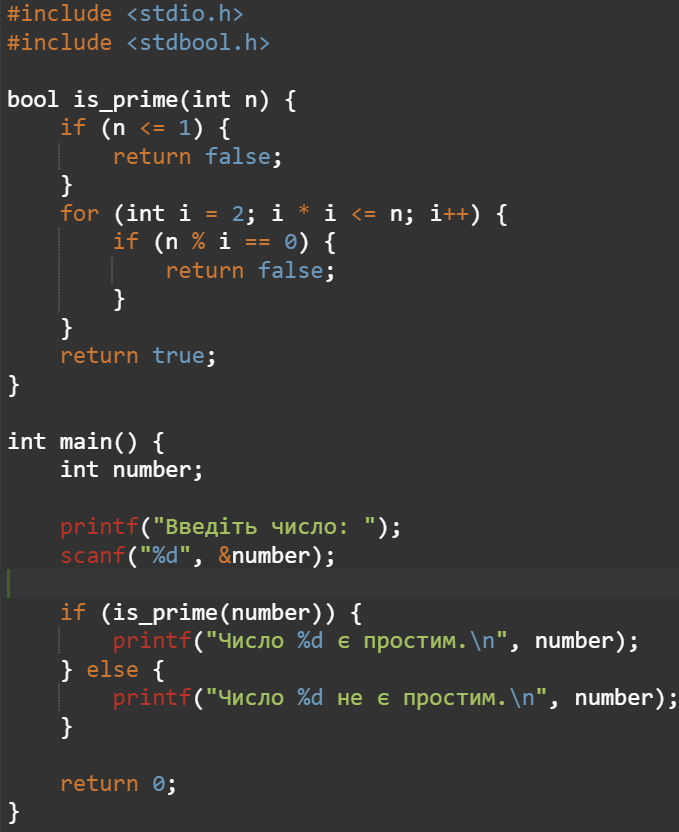 #include <stdio.h>
#include <stdbool.h>

bool is_prime(int n) {
    if (n <= 1) {
        return false;
    }
    for (int i = 2; i * i <= n; i++) {
        if (n % i == 0) {
            return false;
        }
    }
    return true;
}

int main() {
    int number;

    printf("Введіть число: ");
    scanf("%d", &number);

    if (is_prime(number)) {
        printf("Число %d є простим.\n", number);
    } else {
        printf("Число %d не є простим.\n", number);
    }

    return 0;
}